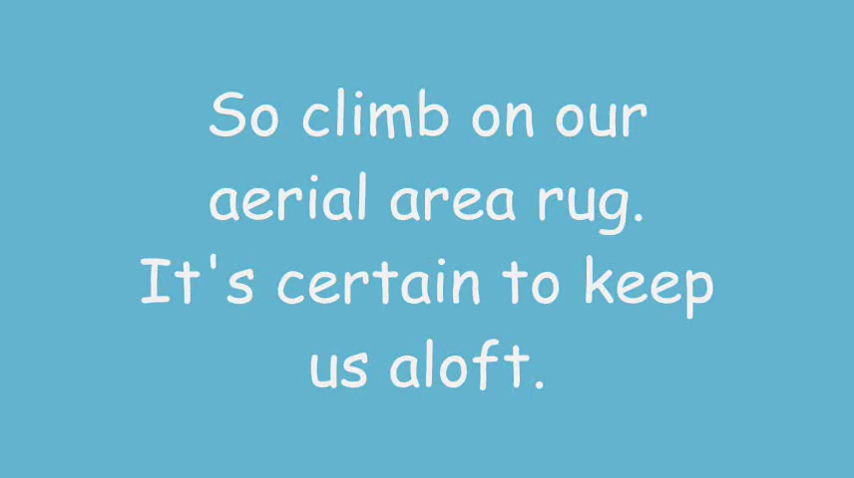 So climb on our
aerial area rug.
It's certain to keep
us aloft.